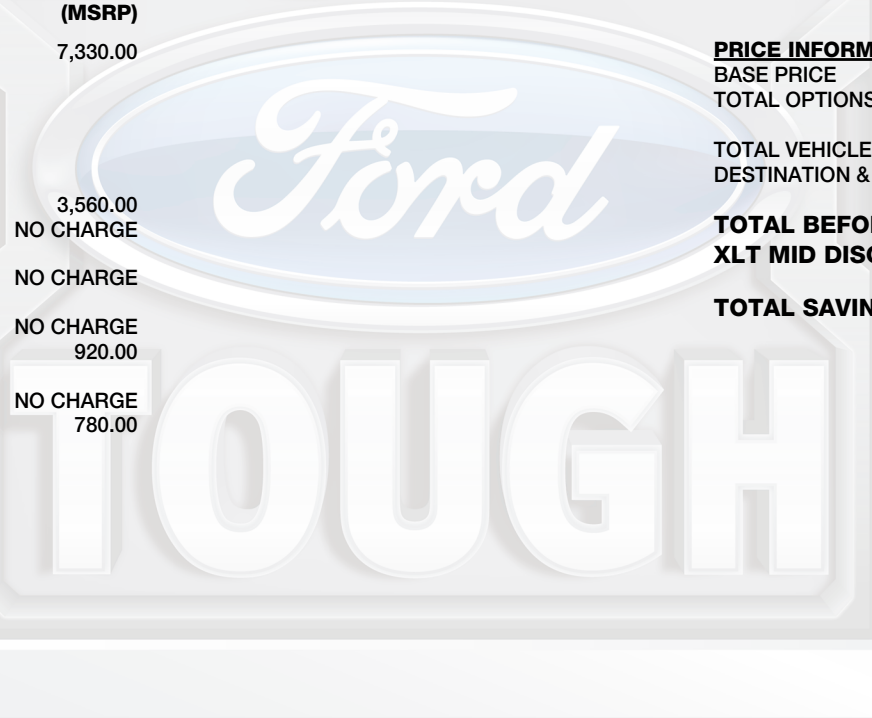 (MSRP)
7,330.00
3,560.00
NO CHARGE
NO CHARGE
NO CHARGE
920.00
NO CHARGE
780.00
PRICE INFORM
BASE PRICE
TOTAL OPTIONS
TOTAL VEHICLE
DESTINATION &
TOTAL BEFO
XLT MID DISC
TOTAL SAVIN
Ford
TOUGH